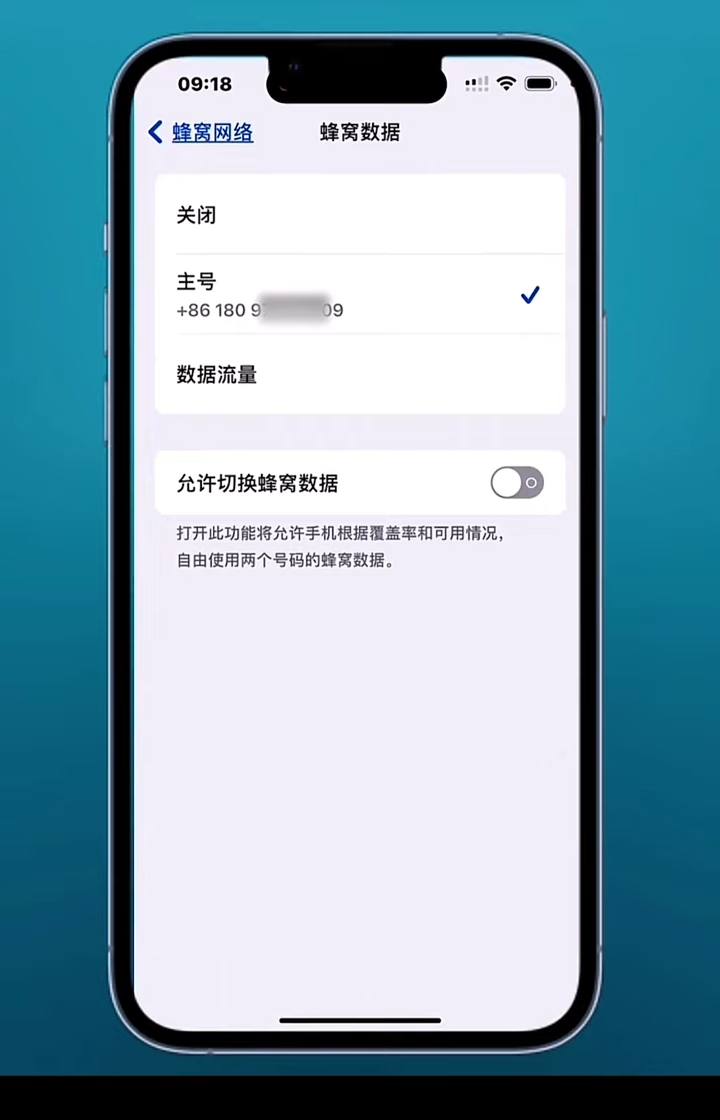 09:18
蜂窝网络
蜂窝数据
关闭
主号
+86 180 9 09
数据流量
允许切换蜂窝数据
打开此功能将允许手机根据覆盖率和可用情况，
自由使用两个号码的蜂窝数据。